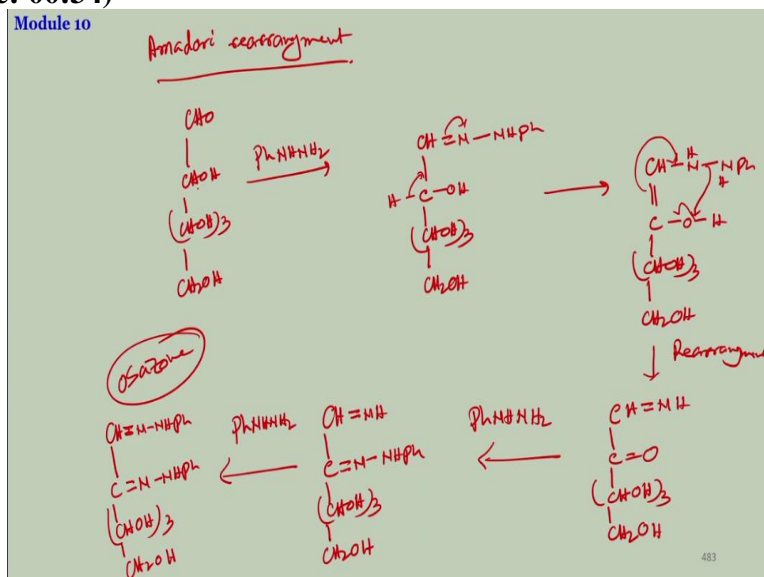 e. 00:34)
Module 10
Amadori rearrangment
CHO
CHOH
(CHOH)3
CH2OH
PhNHNH2
CH=N-NHPh
H-C-OH
(CHOH)3
CH2OH
CH-N-NPh
H
H
C-O-H
(CHOH)3
CH2OH
Rearrangment
CH=NH
C=O
(CHOH)3
CH2OH
PhNHNH2
CH=NH
C=N-NHPh
(CHOH)3
CH2OH
PhNHNH2
osazone
CH=N-NHPh
C=N-NHPh
(CHOH)3
CH2OH
483